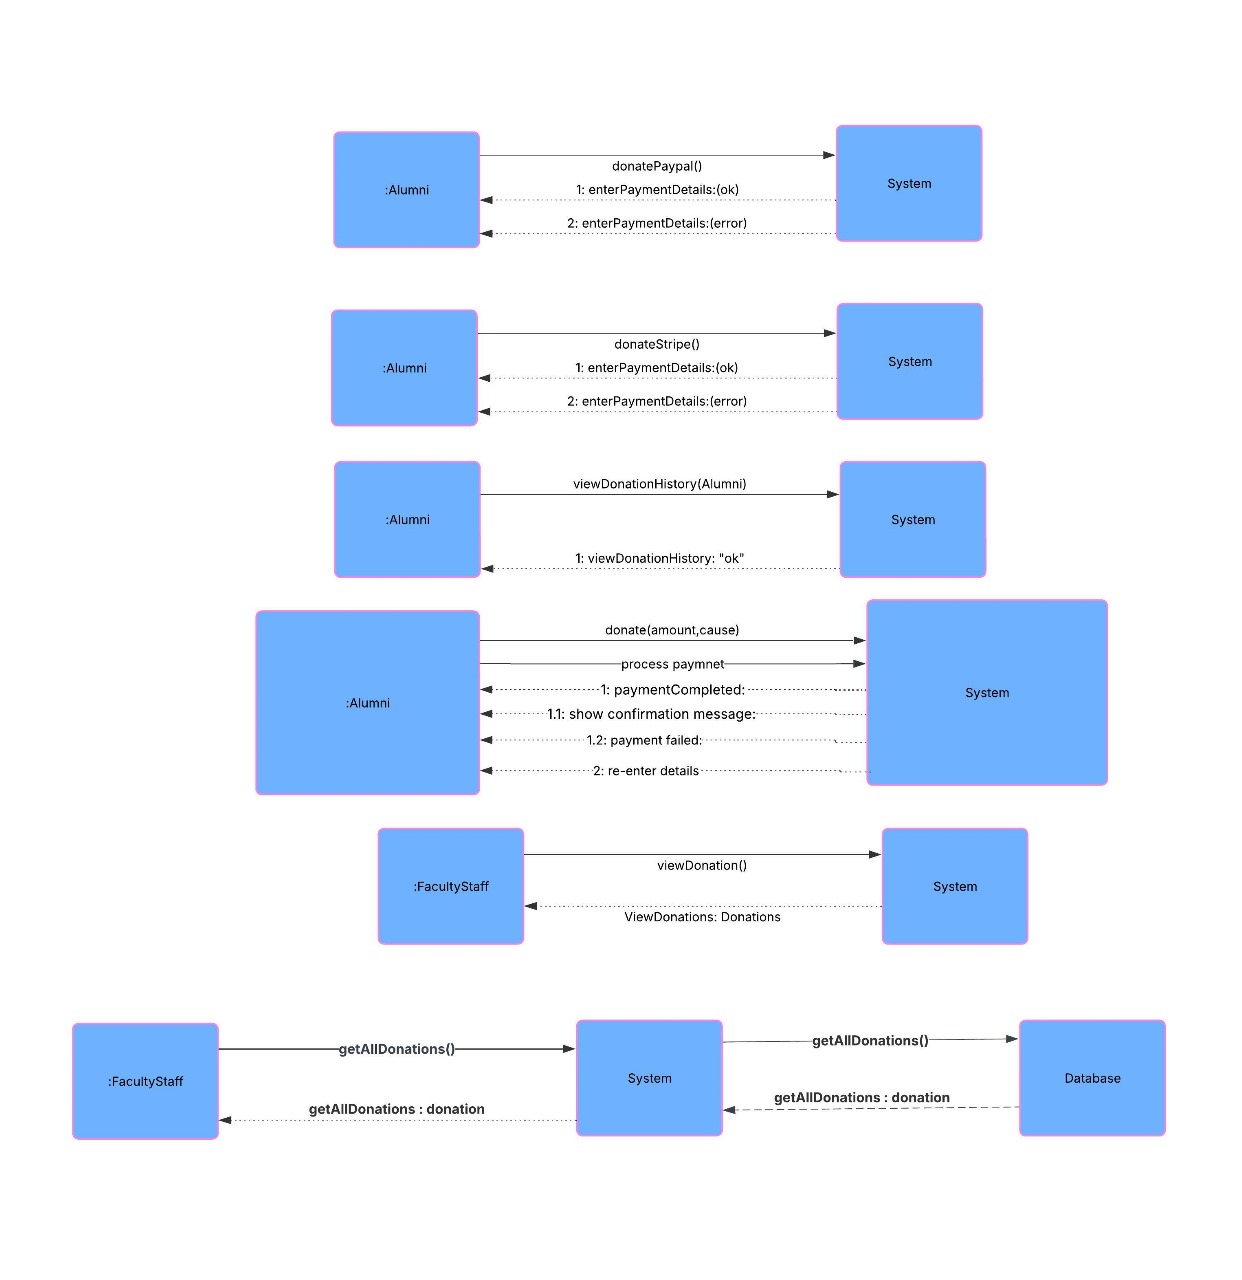 donatePaypal()
:Alumni
System
1: enterPaymentDetails:(ok)
2: enterPaymentDetails:(error)
donateStripe()
:Alumni
System
1: enterPaymentDetails:(ok)
2: enterPaymentDetails:(error)
viewDonationHistory(Alumni)
:Alumni
System
1: viewDonationHistory: "ok"
donate(amount,cause)
process paymnet
1: paymentCompleted:
:Alumni
System
1.1: show confirmation message:
1.2: payment failed:
2: re-enter details
viewDonation()
:FacultyStaff
System
ViewDonations: Donations
getAllDonations()
getAllDonations()
:FacultyStaff
System
Database
getAllDonations : donation
getAllDonations : donation